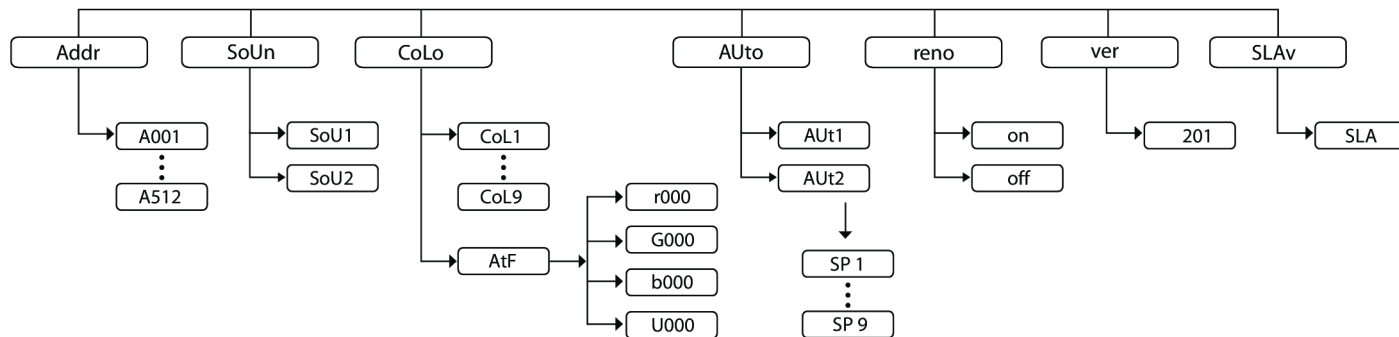 Addr
SoUn
CoLo
AUto
reno
ver
SLAv
A001
A512
SoU1
SoU2
CoL1
CoL9
AtF
r000
G000
b000
U000
AUt1
AUt2
SP 1
SP 9
on
off
201
SLA